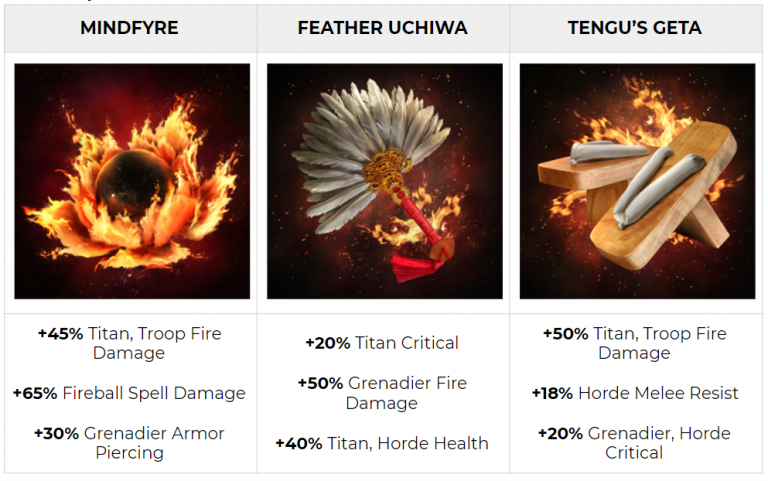 MINDFYRE
FEATHER UCHIWA
TENGU’S GETA
+45% Titan, Troop Fire
Damage
+65% Fireball Spell Damage
+30% Grenadier Armor
Piercing
+20% Titan Critical
+50% Grenadier Fire
Damage
+40% Titan, Horde Health
+50% Titan, Troop Fire
Damage
+18% Horde Melee Resist
+20% Grenadier, Horde
Critical